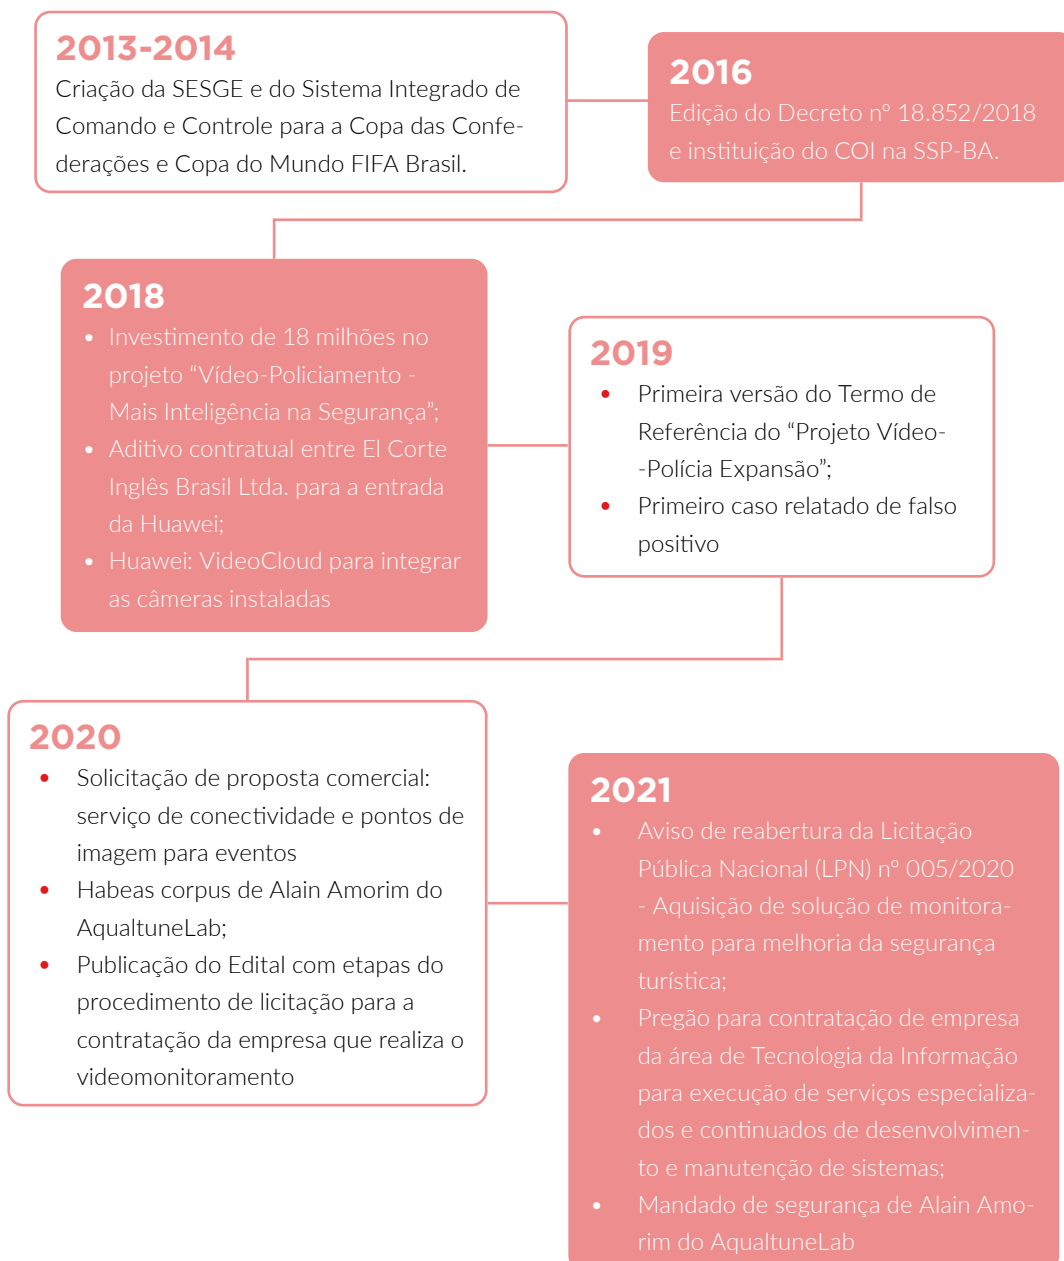 2013-2014
Criação da SESGE e do Sistema Integrado de
Comando e Controle para a Copa das Confe-
derações e Copa do Mundo FIFA Brasil.
2016
Edição do Decreto nº 18.852/2018
e instituição do COI na SSP-BA.
2018
• Investimento de 18 milhões no
projeto “Vídeo-Policiamento -
Mais Inteligência na Segurança”;
• Aditivo contratual entre El Corte
Inglês Brasil Ltda. para a entrada
da Huawei;
• Huawei: VideoCloud para integrar
as câmeras instaladas
2019
• Primeira versão do Termo de
Referência do “Projeto Vídeo-
-Polícia Expansão”;
• Primeiro caso relatado de falso
positivo
2020
• Solicitação de proposta comercial:
serviço de conectividade e pontos de
imagem para eventos
• Habeas corpus de Alain Amorim do
AqualtuneLab;
• Publicação do Edital com etapas do
procedimento de licitação para a
contratação da empresa que realiza o
videomonitoramento
2021
• Aviso de reabertura da Licitação
Pública Nacional (LPN) nº 005/2020
- Aquisição de solução de monitora-
mento para melhoria da segurança
turística;
• Pregão para contratação de empresa
da área de Tecnologia da Informação
para execução de serviços especializa-
dos e continuados de desenvolvimen-
to e manutenção de sistemas;
• Mandado de segurança de Alain Amo-
rim do AqualtuneLab